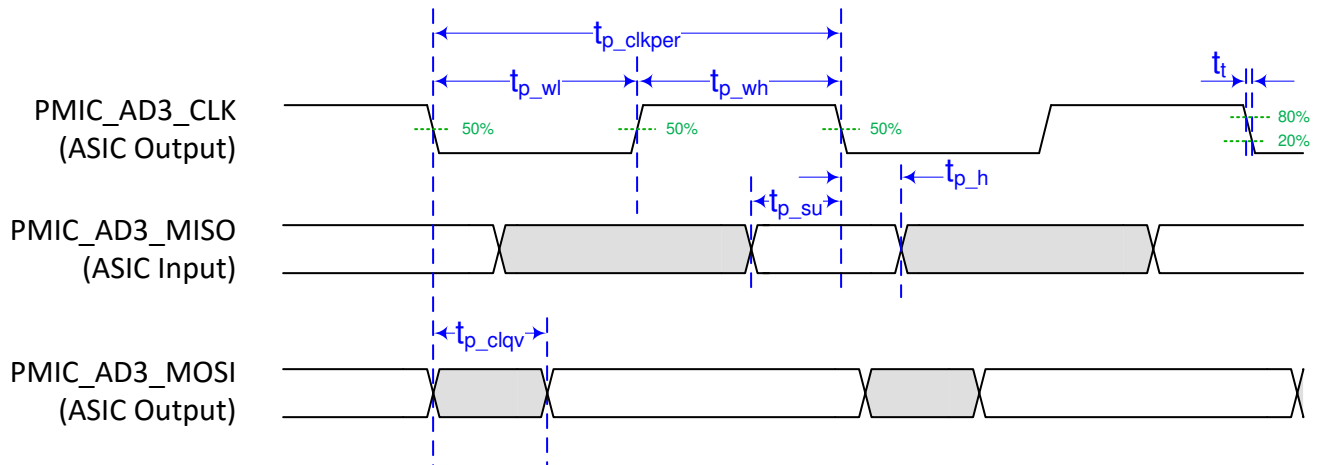 t_p_clkper
t_p_wl t_p_wh t_t
PMIC_AD3_CLK
(ASIC Output)
50% 50% 50% 80%
20%
t_p_su t_p_h
PMIC_AD3_MISO
(ASIC Input)
t_p_clqv
PMIC_AD3_MOSI
(ASIC Output)